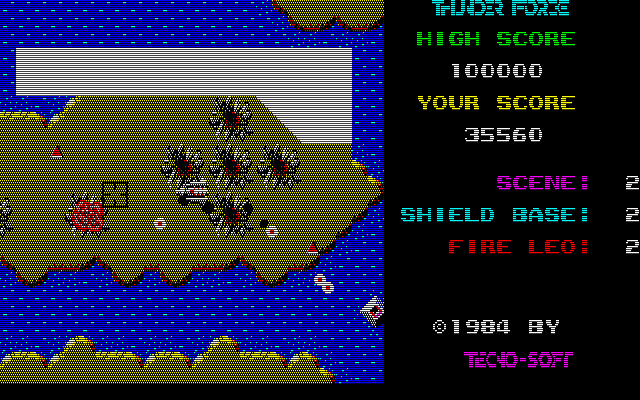 THUNDER FORCE
HIGH SCORE
100000
YOUR SCORE
35560
SCENE: 2
SHIELD BASE: 2
FIRE LEO: 2
©1984 BY
TECNO-SOFT